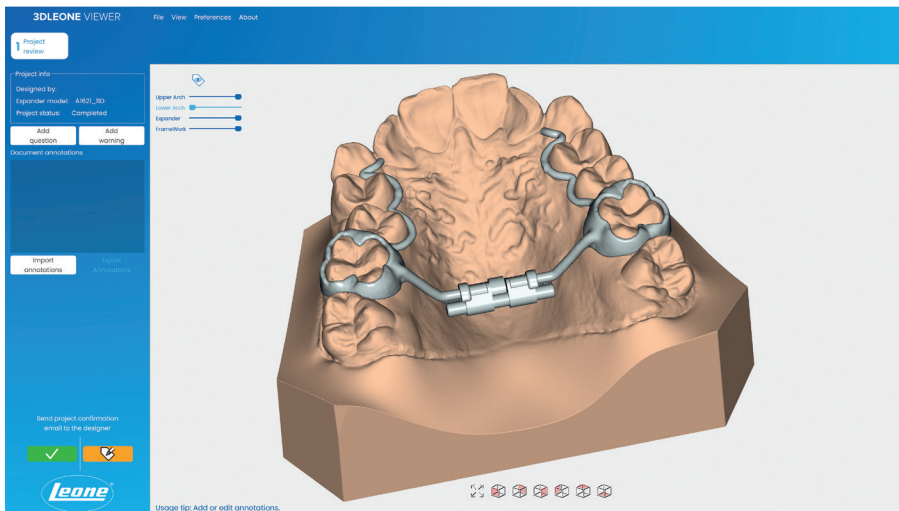 3DLEONE VIEWER
File View Preferences About
1 Project
review
Project info
Designed by:
Expander model: A1621_11D
Project status: Completed
Add
question
Add
warning
Document annotations
Import
annotations
Export
Annotations
Send project confirmation
email to the designer
Leone
Upper Arch
Lower Arch
Expander
FrameWork
Usage tip: Add or edit annotations.